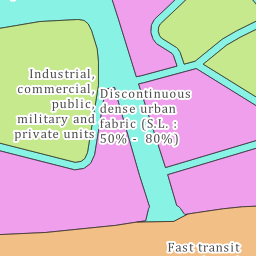 Industrial,
commercial,
public,
military and
private units
Discontinuous
dense urban
fabric (S.L. :
50% - 80%)
Fast transit